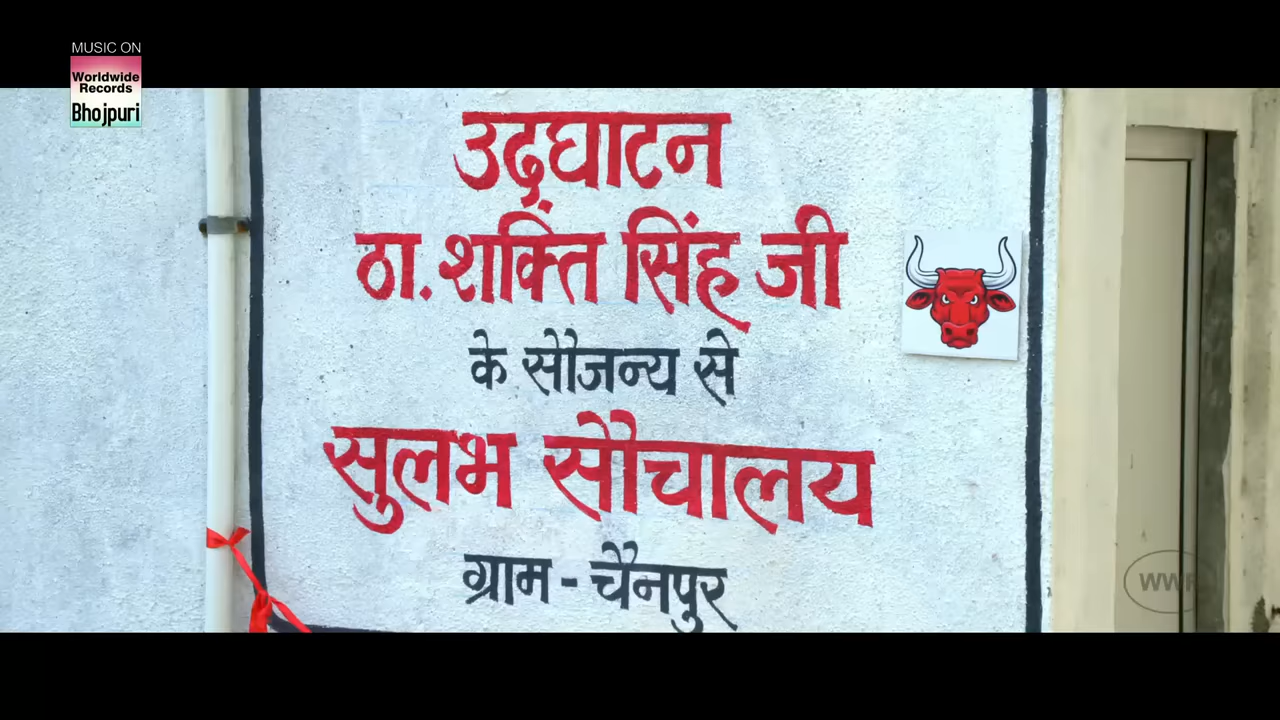 MUSIC ON
Worldwide
Records
Bhojpuri
उद्घाटन
ठा. शक्ति सिंह जी
के सौजन्य से
सुलभ सौचालय
ग्राम - चैनपुर